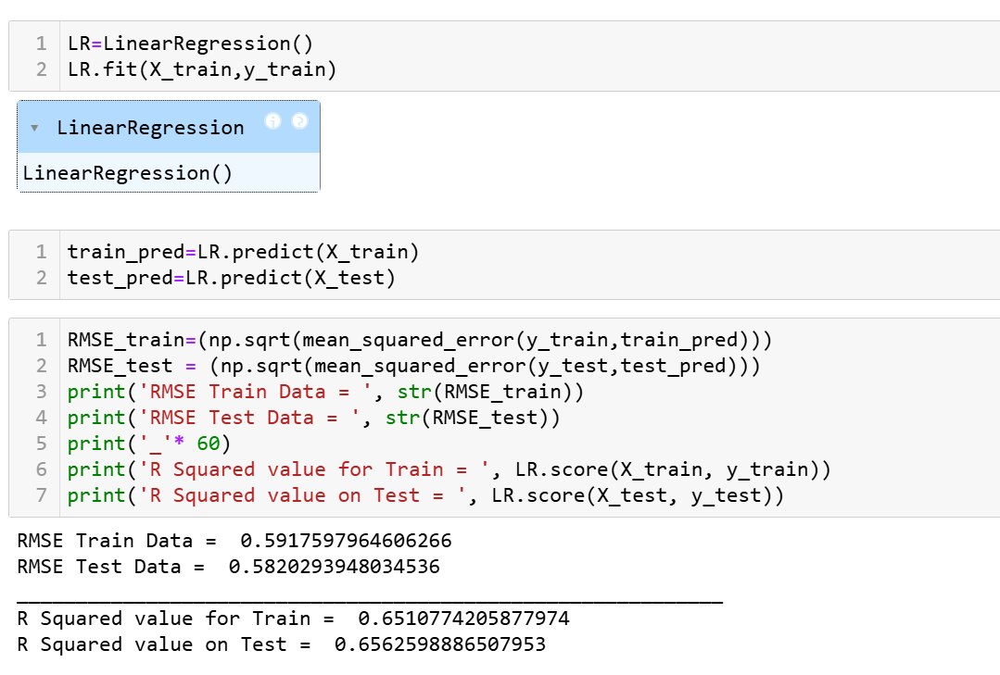 1 LR=LinearRegression()
2 LR.fit(X_train,y_train)
▾ LinearRegression i ?
LinearRegression()
1 train_pred=LR.predict(X_train)
2 test_pred=LR.predict(X_test)
1 RMSE_train=(np.sqrt(mean_squared_error(y_train,train_pred)))
2 RMSE_test = (np.sqrt(mean_squared_error(y_test,test_pred)))
3 print('RMSE Train Data = ', str(RMSE_train))
4 print('RMSE Test Data = ', str(RMSE_test))
5 print('_'* 60)
6 print('R Squared value for Train = ', LR.score(X_train, y_train))
7 print('R Squared value on Test = ', LR.score(X_test, y_test))
RMSE Train Data =  0.5917597964606266
RMSE Test Data =  0.5820293948034536
____________________________________________________________
R Squared value for Train =  0.6510774205877974
R Squared value on Test =  0.6562598886507953